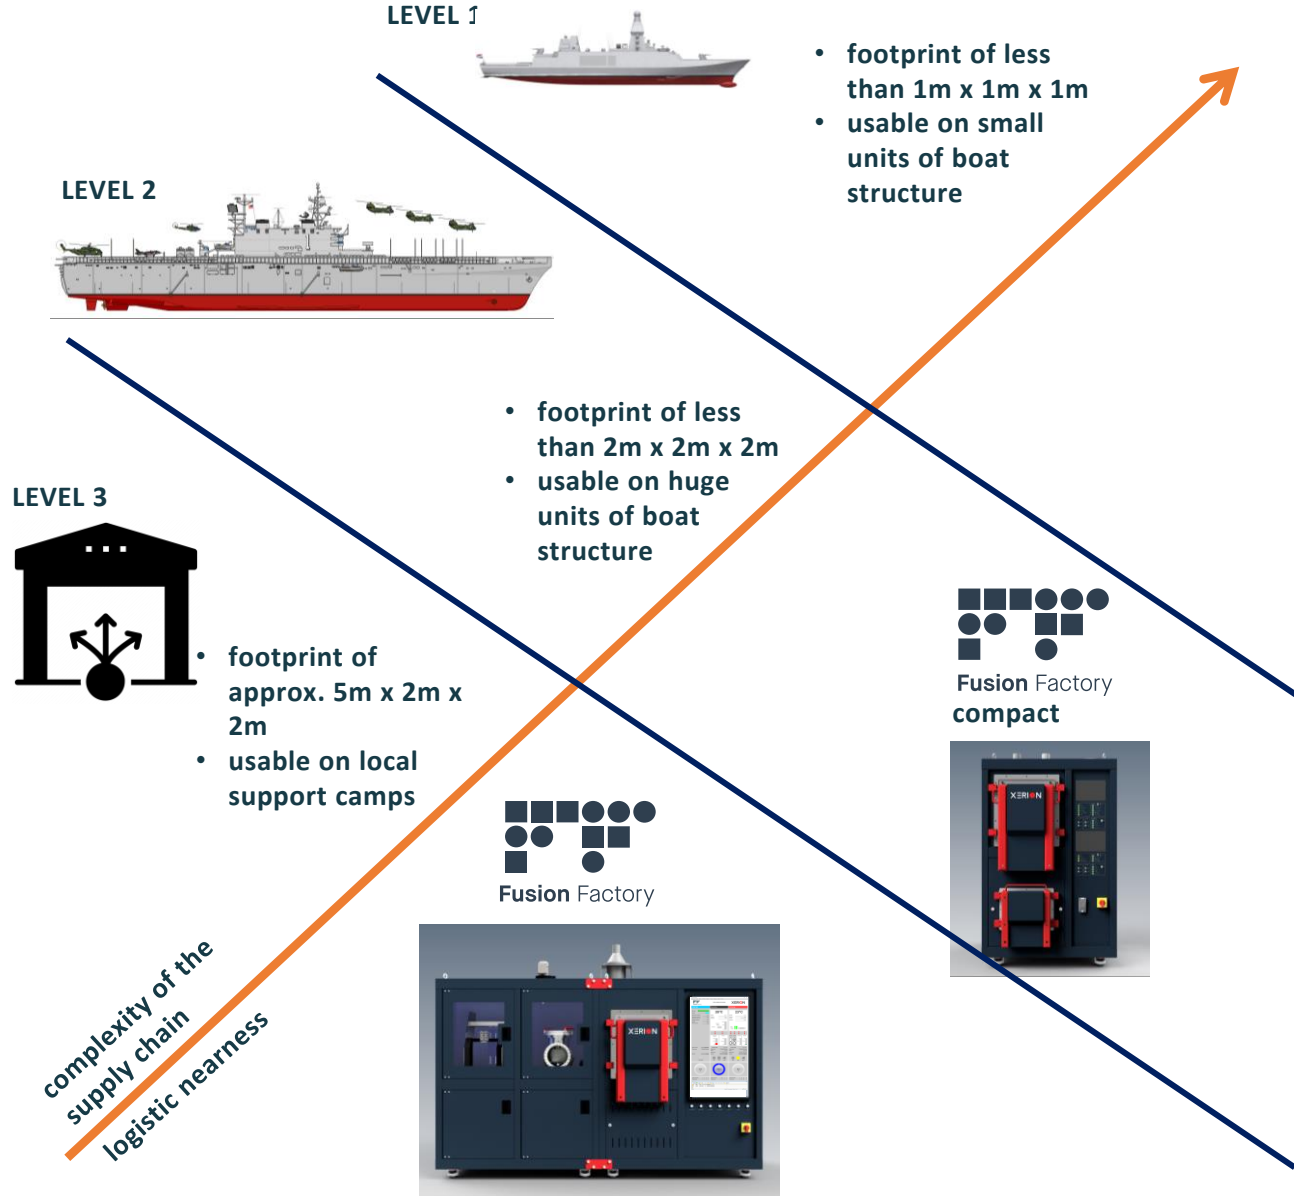 LEVEL 1
• footprint of less
than 1m x 1m x 1m
• usable on small
units of boat
structure
LEVEL 2
• footprint of less
than 2m x 2m x 2m
• usable on huge
units of boat
structure
LEVEL 3
• footprint of
approx. 5m x 2m x
2m
• usable on local
support camps
Fusion Factory
compact
XERION
Fusion Factory
XERION
complexity of the
supply chain
logistic nearness